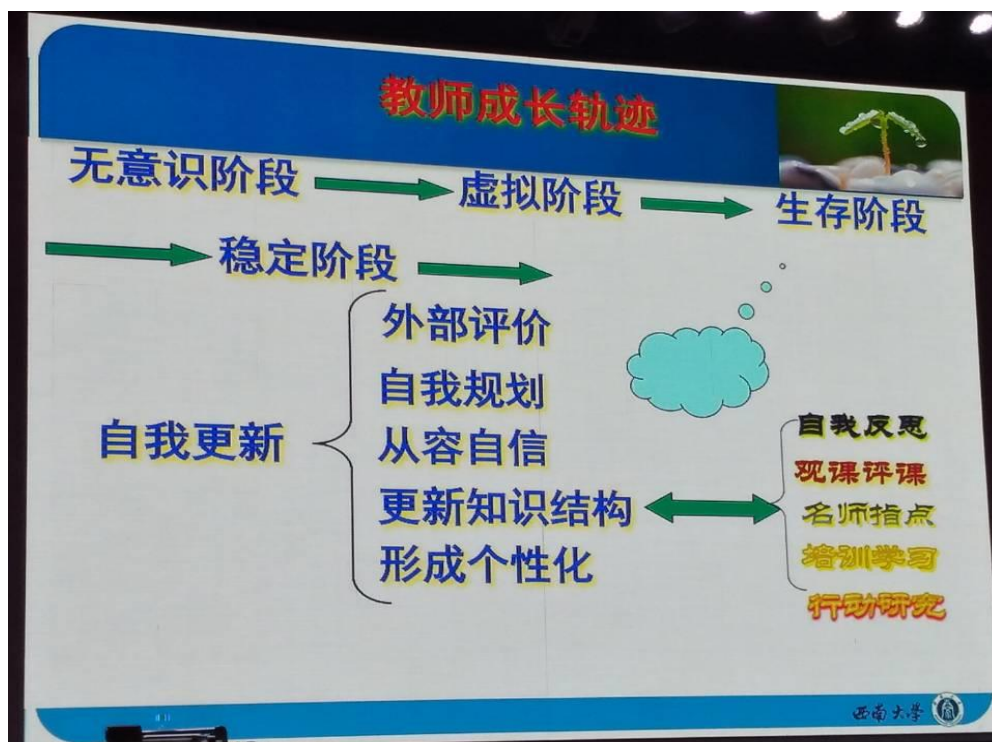 教师成长轨迹
无意识阶段 虚拟阶段 生存阶段
稳定阶段
自我更新
外部评价
自我规划
从容自信
更新知识结构
形成个性化
自我反思
观课评课
名师指点
培训学习
行动研究
西南大学